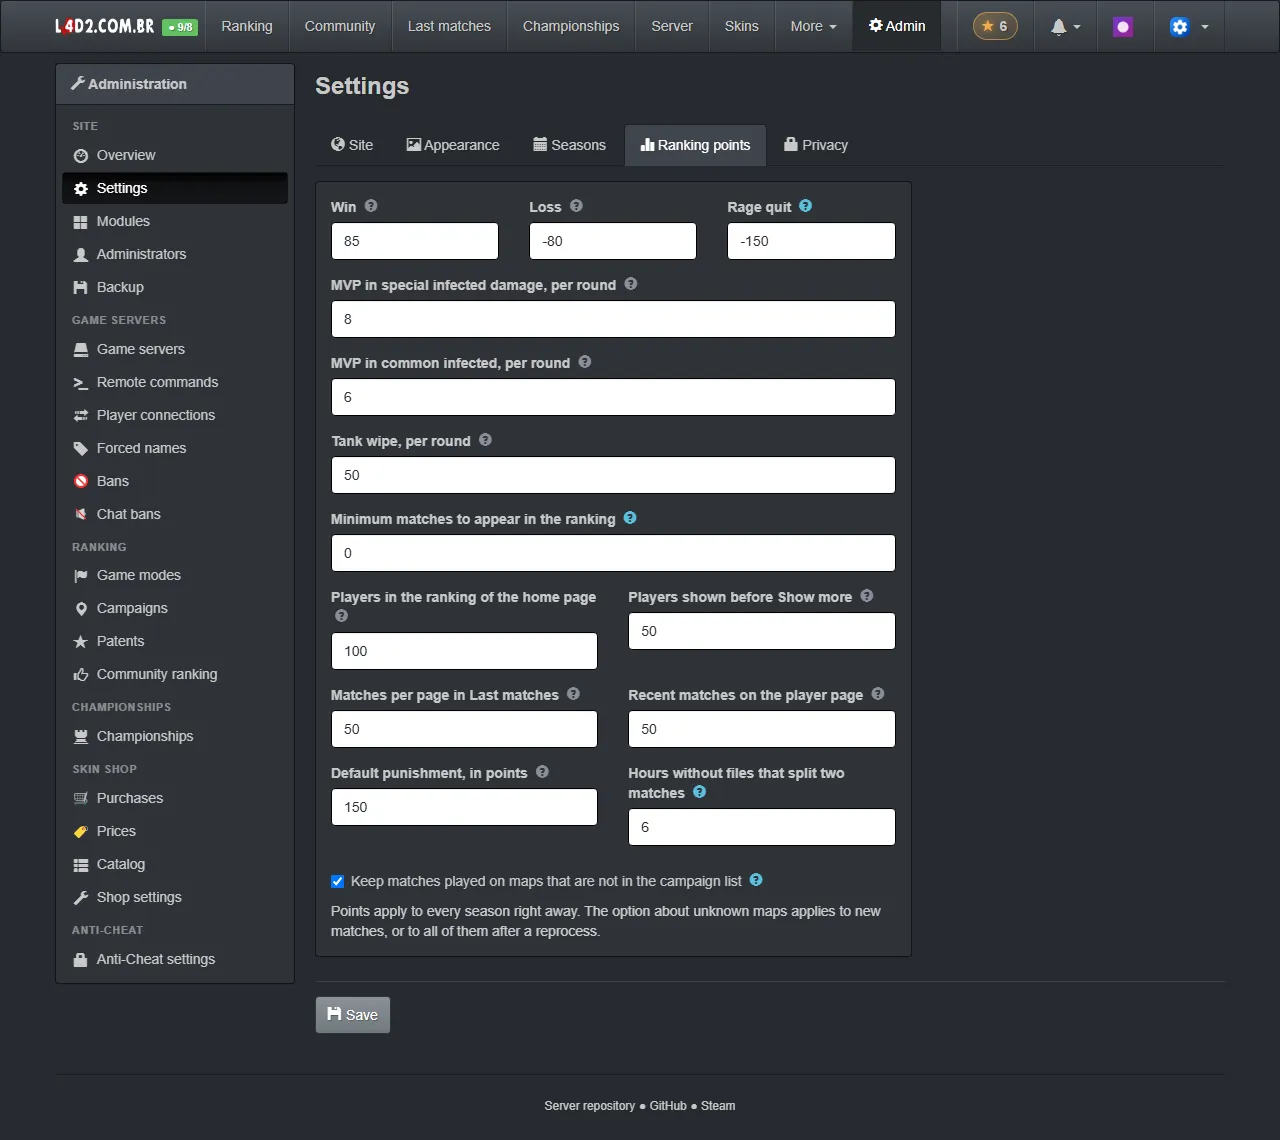 L4D2.COM.BR 9/8 Ranking Community Last matches Championships Server Skins More Admin 6
Administration
SITE
Overview
Settings
Modules
Administrators
Backup
GAME SERVERS
Game servers
Remote commands
Player connections
Forced names
Bans
Chat bans
RANKING
Game modes
Campaigns
Patents
Community ranking
CHAMPIONSHIPS
Championships
SKIN SHOP
Purchases
Prices
Catalog
Shop settings
ANTI-CHEAT
Anti-Cheat settings
Settings
Site Appearance Seasons Ranking points Privacy
Win Loss Rage quit
85 -80 -150
MVP in special infected damage, per round
8
MVP in common infected, per round
6
Tank wipe, per round
50
Minimum matches to appear in the ranking
0
Players in the ranking of the home page
100
Players shown before Show more
50
Matches per page in Last matches
50
Recent matches on the player page
50
Default punishment, in points
150
Hours without files that split two
matches
6
Keep matches played on maps that are not in the campaign list
Points apply to every season right away. The option about unknown maps applies to new
matches, or to all of them after a reprocess.
Save
Server repository ● GitHub ● Steam